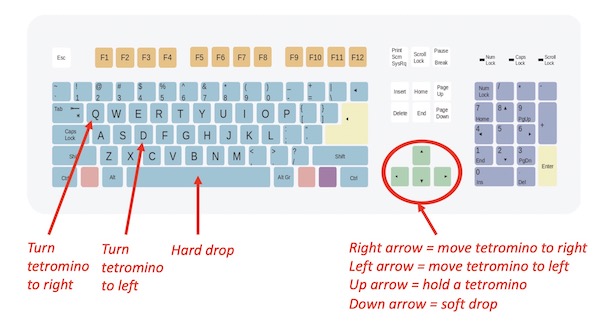 Esc F1 F2 F3 F4 F5 F6 F7 F8 F9 F10 F11 F12
Print Scrn SysRq Scroll Lock Pause Break
Num Lock Caps Lock Scroll Lock
~ ! @ # $ % ^ & * ( ) _ + |
1 2 3 4 5 6 7 8 9 0 - = \
Insert Home Page Up
Num Lock / * -
Tab Q W E R T Y U I O P { } [ ]
Delete End Page Down
7 Home 8 9 PgUp +
Caps Lock A S D F G H J K L : "
4 5 6
Shift Z X C V B N M < > ? / Shift
1 End 2 3 PgDn Enter
Ctrl Alt Alt Gr Ctrl
0 Ins . Del
Turn
tetromino
to right
Turn
tetromino
to left
Hard drop
Right arrow = move tetromino to right
Left arrow = move tetromino to left
Up arrow = hold a tetromino
Down arrow = soft drop